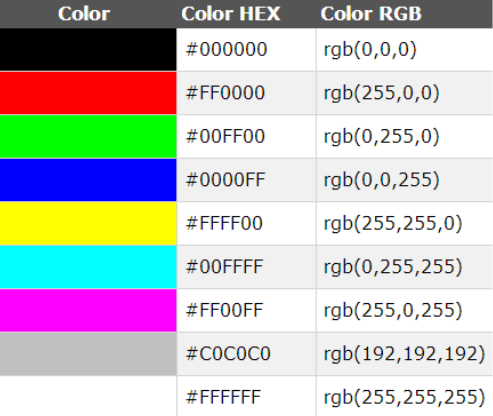 Color Color HEX Color RGB
#000000 rgb(0,0,0)
#FF0000 rgb(255,0,0)
#00FF00 rgb(0,255,0)
#0000FF rgb(0,0,255)
#FFFF00 rgb(255,255,0)
#00FFFF rgb(0,255,255)
#FF00FF rgb(255,0,255)
#C0C0C0 rgb(192,192,192)
#FFFFFF rgb(255,255,255)